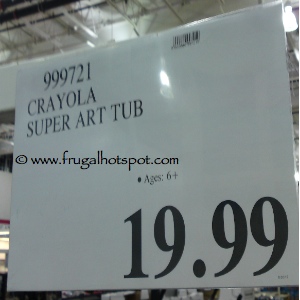 999721
CRAYOLA
SUPER ART TUB
© www.frugalhotspot.com
• Ages: 6+
19.99